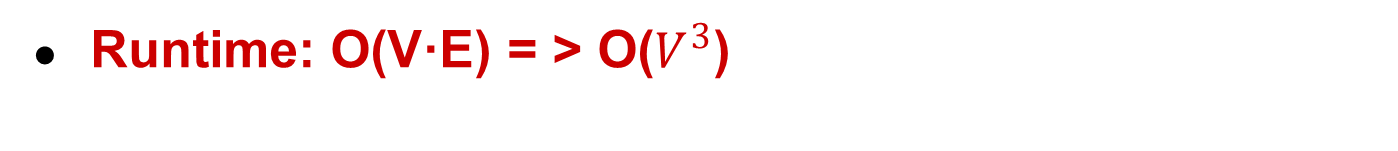 ● Runtime: O(V·E) = > O(V³)